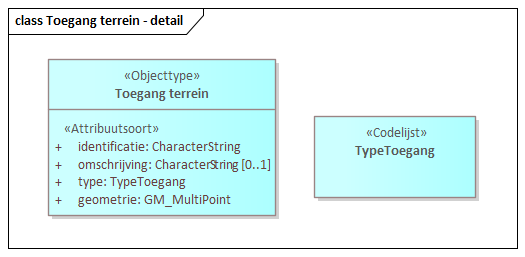 class Toegang terrein - detail
«Objecttype»
Toegang terrein
«Attribuutsoort»
+ identificatie: CharacterString
+ omschrijving: CharacterString [0..1]
+ type: TypeToegang
+ geometrie: GM_MultiPoint
«Codelijst»
TypeToegang